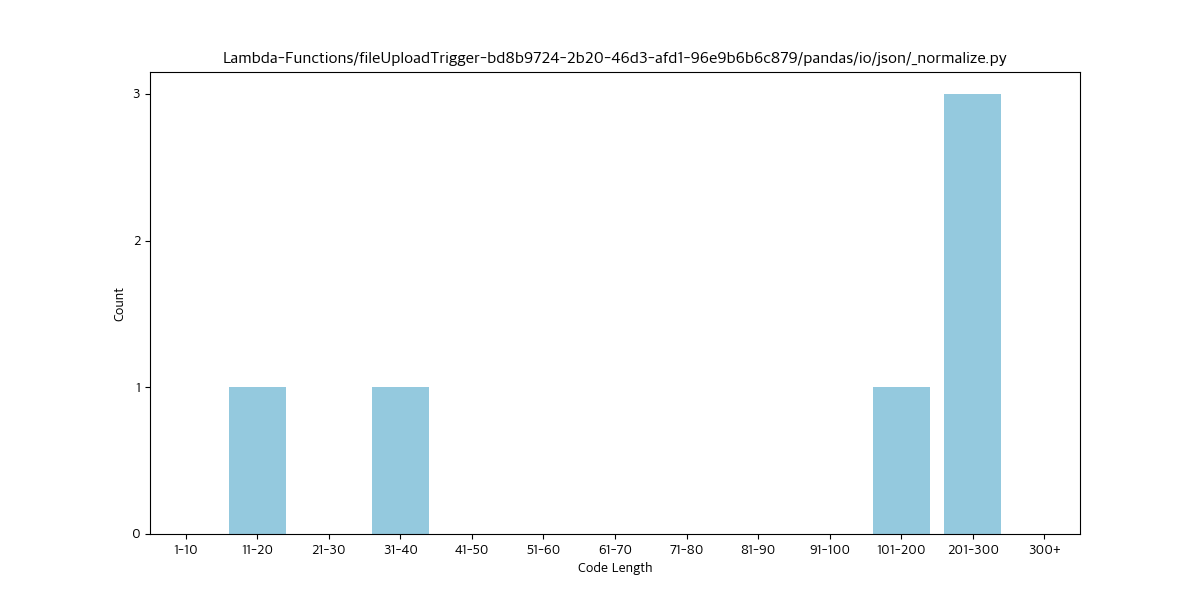 Lambda-Functions/fileUploadTrigger-bd8b9724-2b20-46d3-afd1-96e9b6b6c879/pandas/io/json/_normalize.py
3
2
1
0
Count
1-10 11-20 21-30 31-40 41-50 51-60 61-70 71-80 81-90 91-100 101-200 201-300 300+
Code Length